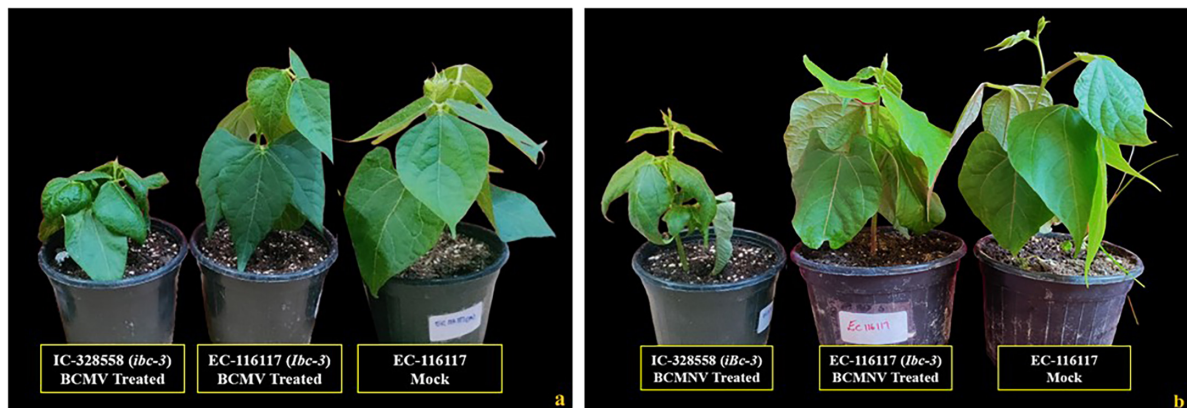 IC-328558 (ibc-3)
BCMV Treated
EC-116117 (Ibc-3)
BCMV Treated
EC-116117
Mock
a
IC-328558 (iBc-3)
BCMNV Treated
EC-116117 (Ibc-3)
BCMNV Treated
EC-116117
Mock
b
EC116117